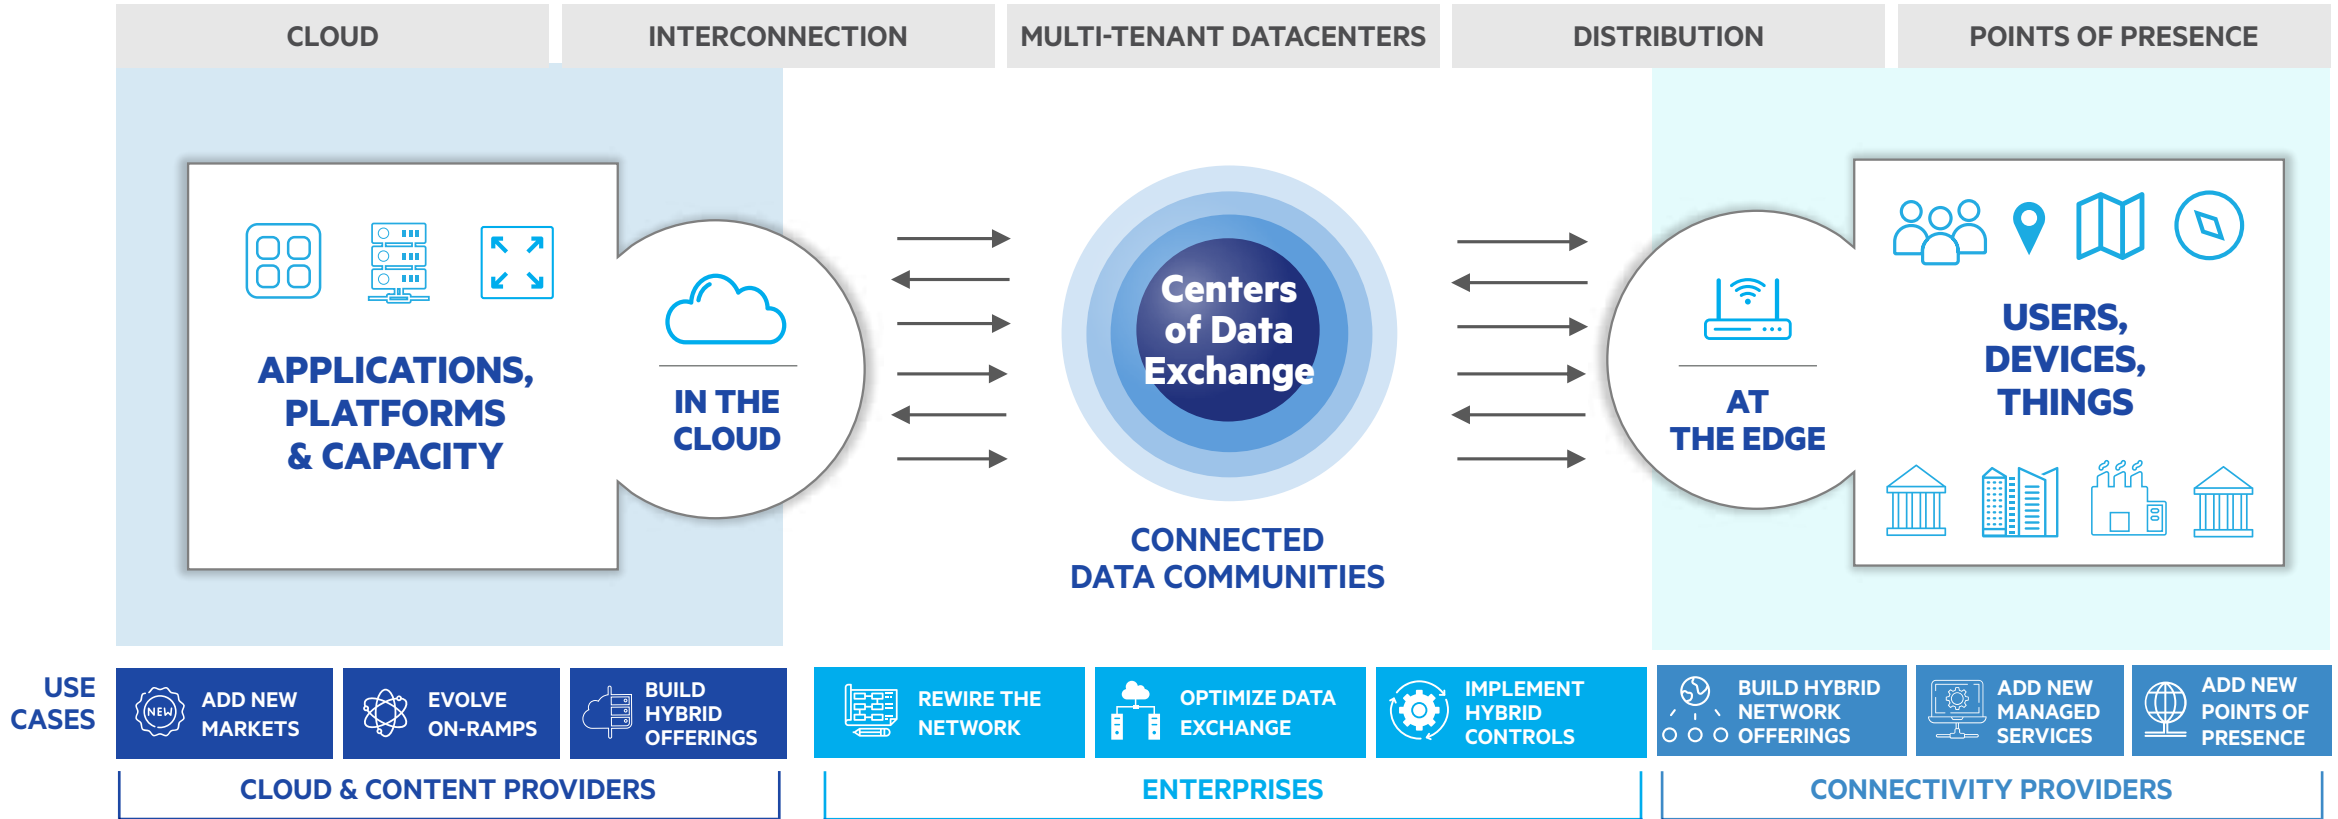 CLOUD
INTERCONNECTION
MULTI-TENANT DATACENTERS
DISTRIBUTION
POINTS OF PRESENCE
APPLICATIONS,
PLATFORMS
& CAPACITY
IN THE
CLOUD
Centers
of Data
Exchange
CONNECTED
DATA COMMUNITIES
AT
THE EDGE
USERS,
DEVICES,
THINGS
USE
CASES
NEW
ADD NEW
MARKETS
EVOLVE
ON-RAMPS
BUILD
HYBRID
OFFERINGS
REWIRE THE
NETWORK
OPTIMIZE DATA
EXCHANGE
IMPLEMENT
HYBRID
CONTROLS
BUILD HYBRID
NETWORK
OFFERINGS
ADD NEW
MANAGED
SERVICES
ADD NEW
POINTS OF
PRESENCE
CLOUD & CONTENT PROVIDERS
ENTERPRISES
CONNECTIVITY PROVIDERS